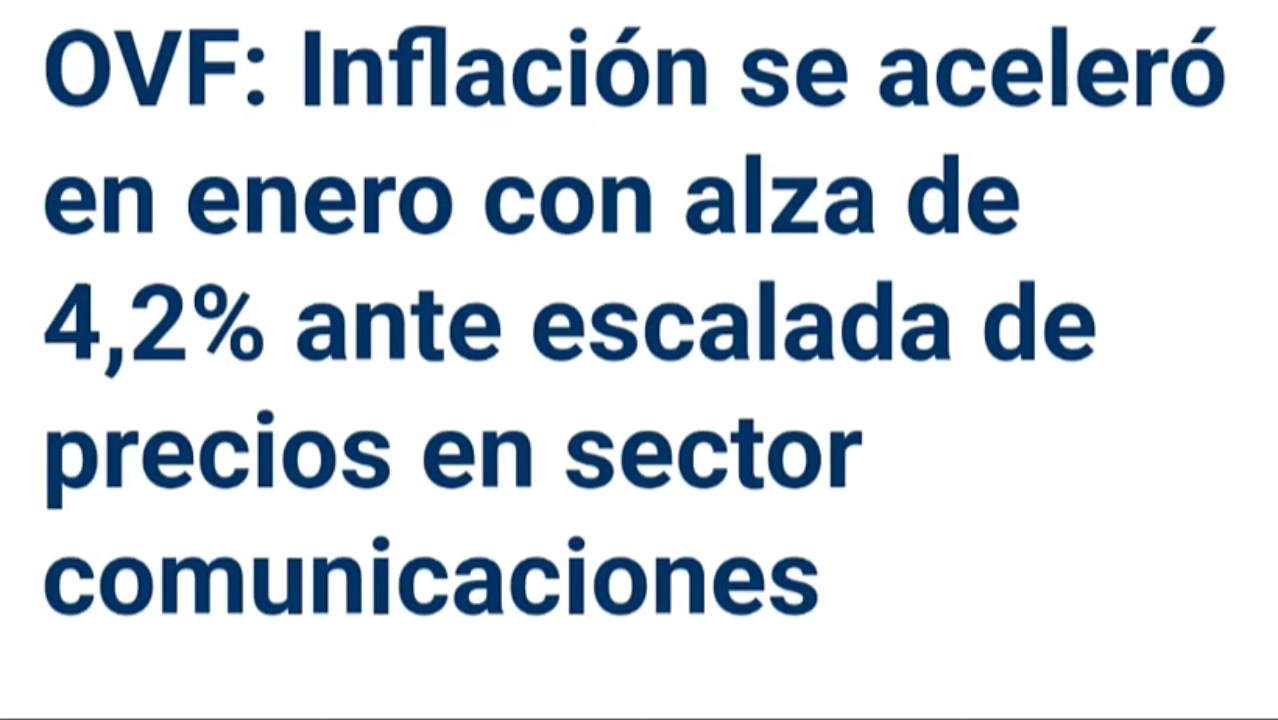 OVF: Inflación se aceleró
en enero con alza de
4,2% ante escalada de
precios en sector
comunicaciones